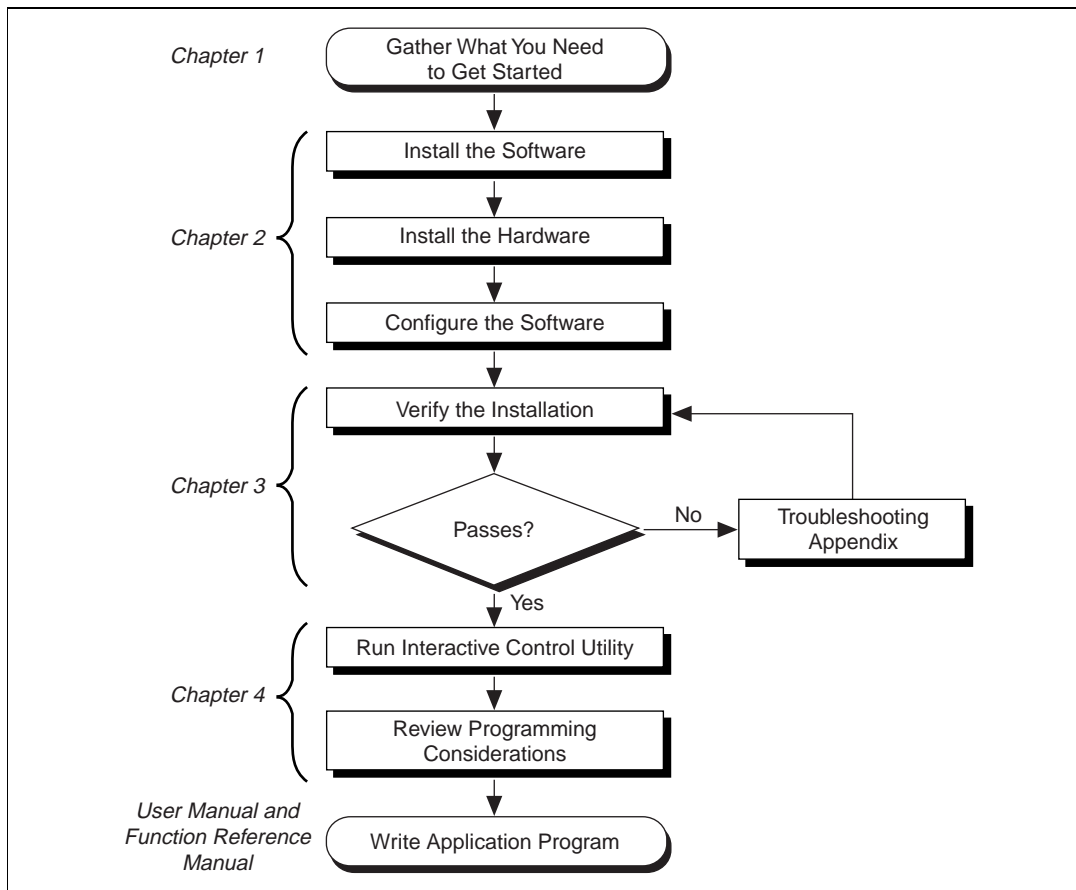 Chapter 1
Gather What You Need
to Get Started
Install the Software
Chapter 2
Install the Hardware
Configure the Software
Verify the Installation
Chapter 3
Passes?
No
Troubleshooting
Appendix
Yes
Run Interactive Control Utility
Chapter 4
Review Programming
Considerations
User Manual and
Function Reference
Manual
Write Application Program